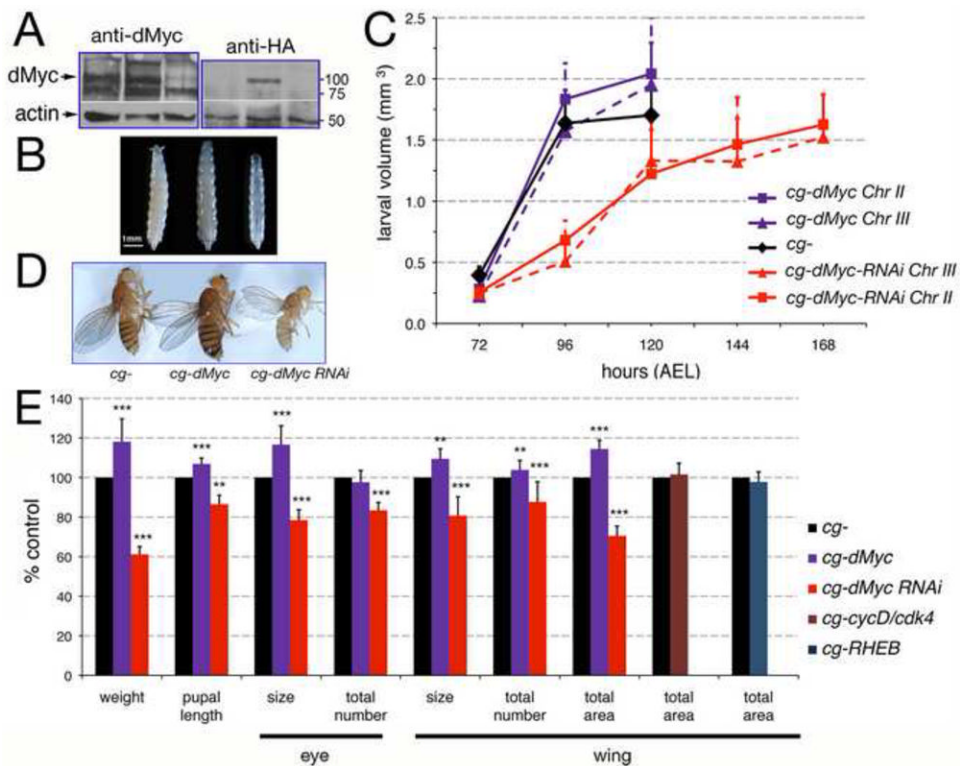 A
anti-dMyc
anti-HA
dMyc
actin
100
75
50
B
1mm
C
larval volume (mm 3)
2.5
2.0
1.5
1.0
0.5
0.0
72
96
120
144
168
hours (AEL)
cg-dMyc Chr II
cg-dMyc Chr III
cg-
cg-dMyc-RNAi Chr III
cg-dMyc-RNAi Chr II
D
cg-
cg-dMyc
cg-dMyc RNAi
E
% control
140
120
100
80
60
40
20
0
*** *** *** *** *** *** *** ** ** ** ***
weight
pupal length
size
total number
size
total number
total area
total area
total area
eye
wing
cg-
cg-dMyc
cg-dMyc RNAi
cg-cycD/cdk4
cg-RHEB